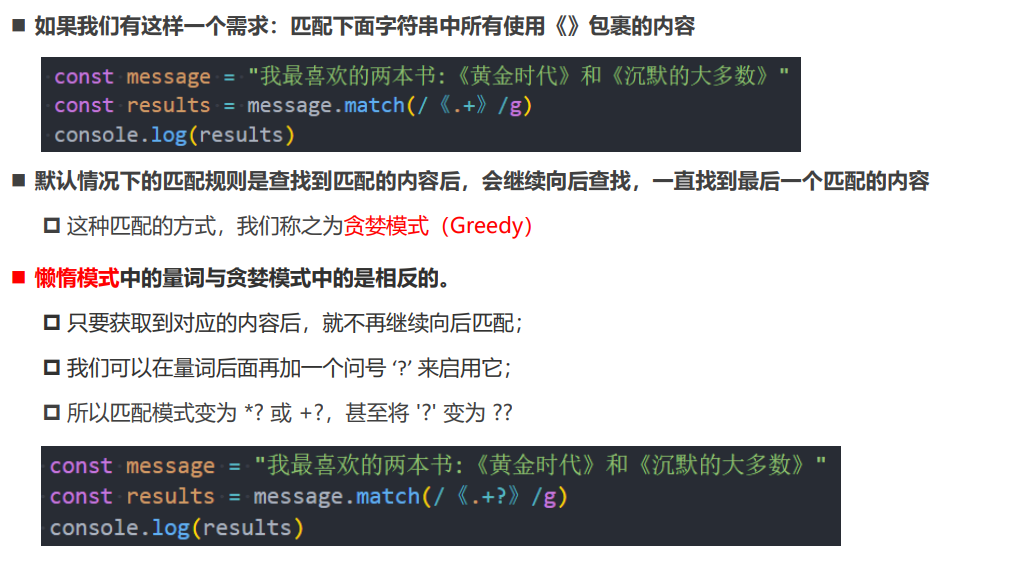 ■ 如果我们有这样一个需求：匹配下面字符串中所有使用《》包裹的内容
const message = "我最喜欢的两本书:《黄金时代》和《沉默的大多数》"
const results = message.match(/《.+》/g)
console.log(results)
■ 默认情况下的匹配规则是查找到匹配的内容后，会继续向后查找，一直找到最后一个匹配的内容
□ 这种匹配的方式，我们称之为贪婪模式（Greedy）
■ 懒惰模式中的量词与贪婪模式中的是相反的。
□ 只要获取到对应的内容后，就不再继续向后匹配；
□ 我们可以在量词后面再加一个问号 ‘?’ 来启用它；
□ 所以匹配模式变为 *? 或 +?，甚至将 '?' 变为 ??
const message = "我最喜欢的两本书:《黄金时代》和《沉默的大多数》"
const results = message.match(/《.+?》/g)
console.log(results)